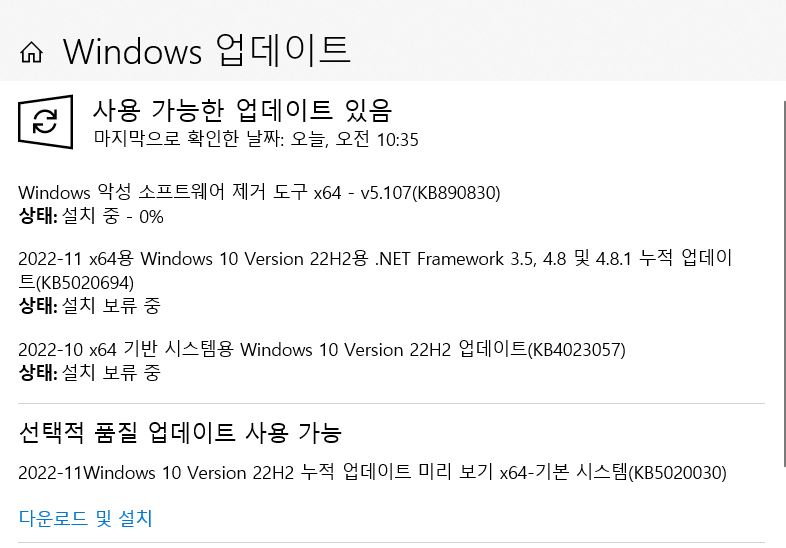 Windows 업데이트
사용 가능한 업데이트 있음
마지막으로 확인한 날짜: 오늘, 오전 10:35
Windows 악성 소프트웨어 제거 도구 x64 - v5.107(KB890830)
상태: 설치 중 - 0%
2022-11 x64용 Windows 10 Version 22H2용 .NET Framework 3.5, 4.8 및 4.8.1 누적 업데이
트(KB5020694)
상태: 설치 보류 중
2022-10 x64 기반 시스템용 Windows 10 Version 22H2 업데이트(KB4023057)
상태: 설치 보류 중
선택적 품질 업데이트 사용 가능
2022-11Windows 10 Version 22H2 누적 업데이트 미리 보기 x64-기본 시스템(KB5020030)
다운로드 및 설치